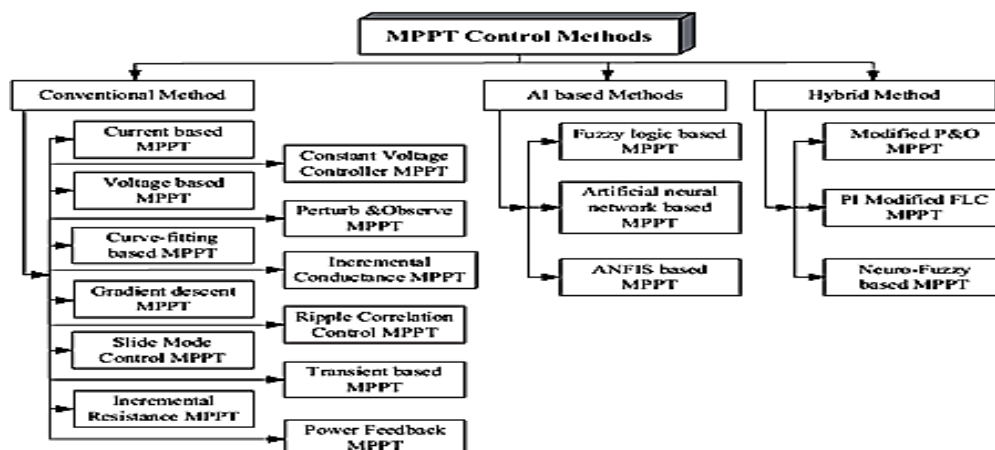 MPPT Control Methods
Conventional Method
Current based
MPPT
Voltage based
MPPT
Curve-fitting
based MPPT
Gradient descent
MPPT
Slide Mode
Control MPPT
Incremental
Resistance MPPT
Constant Voltage
Controller MPPT
Perturb &Observe
MPPT
Incremental
Conductance MPPT
Ripple Correlation
Control MPPT
Transient based
MPPT
Power Feedback
MPPT
AI based Methods
Fuzzy logic based
MPPT
Artificial neural
network based
MPPT
ANFIS based
MPPT
Hybrid Method
Modified P&O
MPPT
PI Modified FLC
MPPT
Neuro-Fuzzy
based MPPT